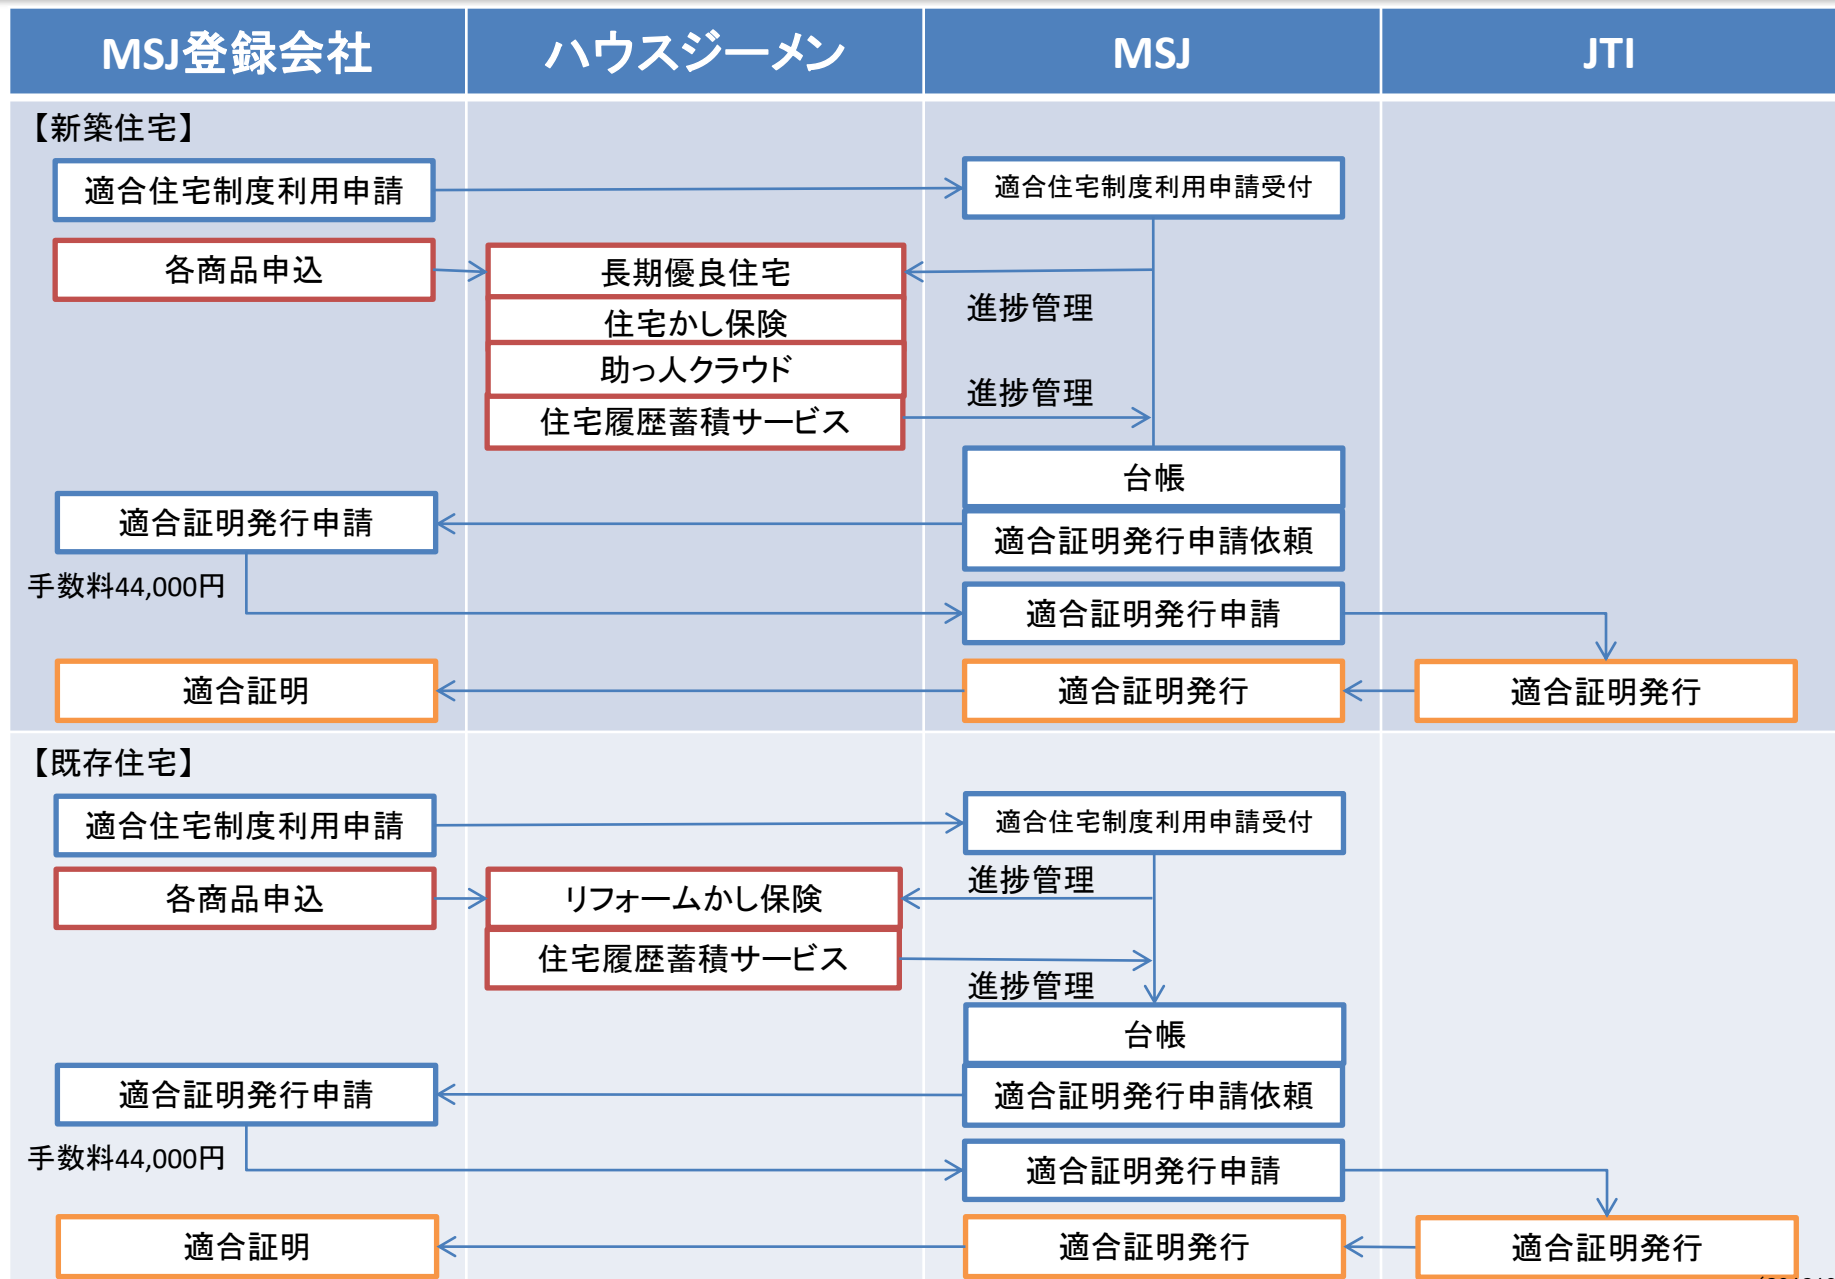 MSJ登録会社
ハウスジーメン
MSJ
JTI
【新築住宅】
適合住宅制度利用申請
適合住宅制度利用申請受付
各商品申込
長期優良住宅
進捗管理
住宅かし保険
助っ人クラウド
進捗管理
住宅履歴蓄積サービス
台帳
適合証明発行申請
適合証明発行申請依頼
手数料44,000円
適合証明発行申請
適合証明
適合証明発行
適合証明発行
【既存住宅】
適合住宅制度利用申請
適合住宅制度利用申請受付
進捗管理
各商品申込
リフォームかし保険
住宅履歴蓄積サービス
進捗管理
台帳
適合証明発行申請
適合証明発行申請依頼
手数料44,000円
適合証明発行申請
適合証明
適合証明発行
適合証明発行